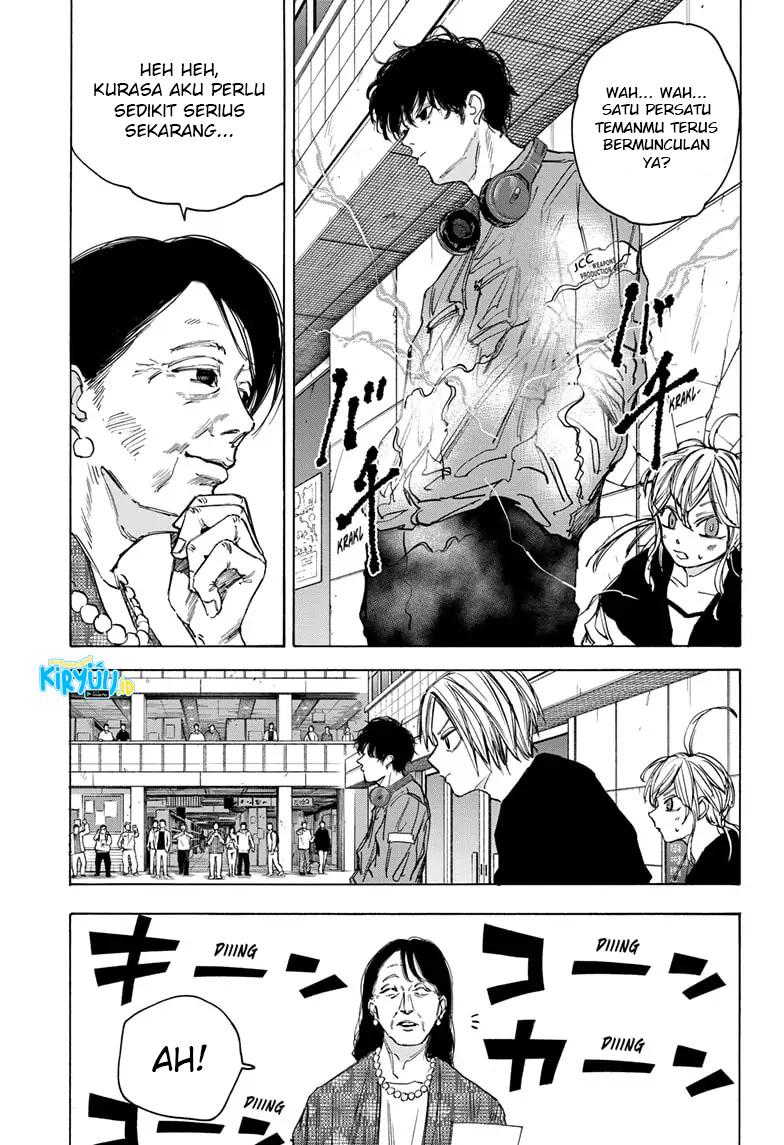 WAH... WAH...
SATU PERSATU
TEMANMU TERUS
BERMUNCULAN
YA?
JCC WEAPONS
PRODUCTION DEPT
バチ
KRAKL-
バチ
KRAKL-
HEH HEH,
KURASA AKU PERLU
SEDIKIT SERIUS
SEKARANG...
KIRYUU.ID
コーン
DIIING
DIIING
キーン
DIIING
カーン
DIIING
AH!
DIIING